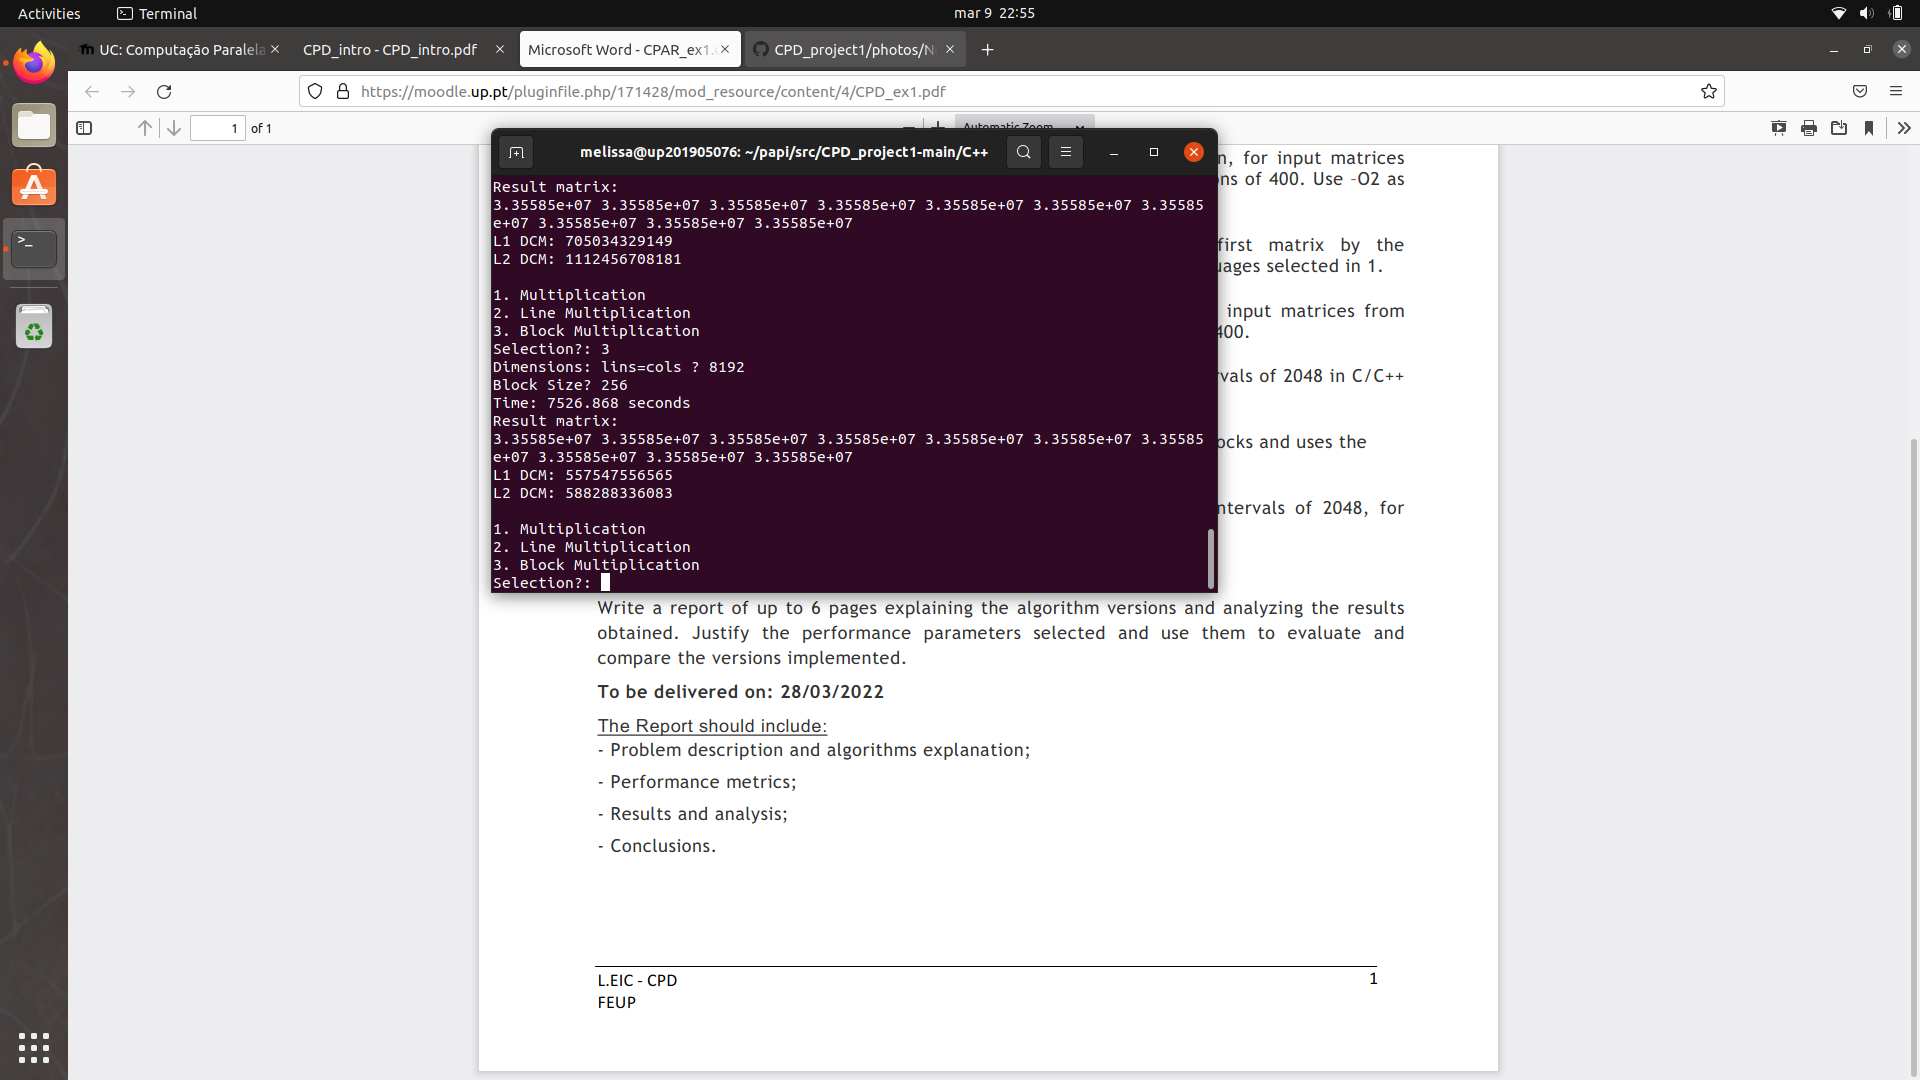 Activities
Terminal
mar 9 22:55
UC: Computação Paralela
CPD_intro - CPD_intro.pdf
Microsoft Word - CPAR_ex1.
CPD_project1/photos/N
https://moodle.up.pt/pluginfile.php/171428/mod_resource/content/4/CPD_ex1.pdf
1 of 1
Automatic Zoom
melissa@up201905076: ~/papi/src/CPD_project1-main/C++
Result matrix:
3.35585e+07 3.35585e+07 3.35585e+07 3.35585e+07 3.35585e+07 3.35585e+07 3.35585
e+07 3.35585e+07 3.35585e+07 3.35585e+07
L1 DCM: 705034329149
L2 DCM: 1112456708181
1. Multiplication
2. Line Multiplication
3. Block Multiplication
Selection?: 3
Dimensions: lins=cols ? 8192
Block Size? 256
Time: 7526.868 seconds
Result matrix:
3.35585e+07 3.35585e+07 3.35585e+07 3.35585e+07 3.35585e+07 3.35585e+07 3.35585
e+07 3.35585e+07 3.35585e+07 3.35585e+07
L1 DCM: 557547556565
L2 DCM: 588288336083
1. Multiplication
2. Line Multiplication
3. Block Multiplication
Selection?:
n, for input matrices
ns of 400. Use -O2 as
first matrix by the
uages selected in 1.
input matrices from
400.
rvals of 2048 in C/C++
ocks and uses the
ntervals of 2048, for
Write a report of up to 6 pages explaining the algorithm versions and analyzing the results
obtained. Justify the performance parameters selected and use them to evaluate and
compare the versions implemented.
To be delivered on: 28/03/2022
The Report should include:
- Problem description and algorithms explanation;
- Performance metrics;
- Results and analysis;
- Conclusions.
L.EIC - CPD
1
FEUP